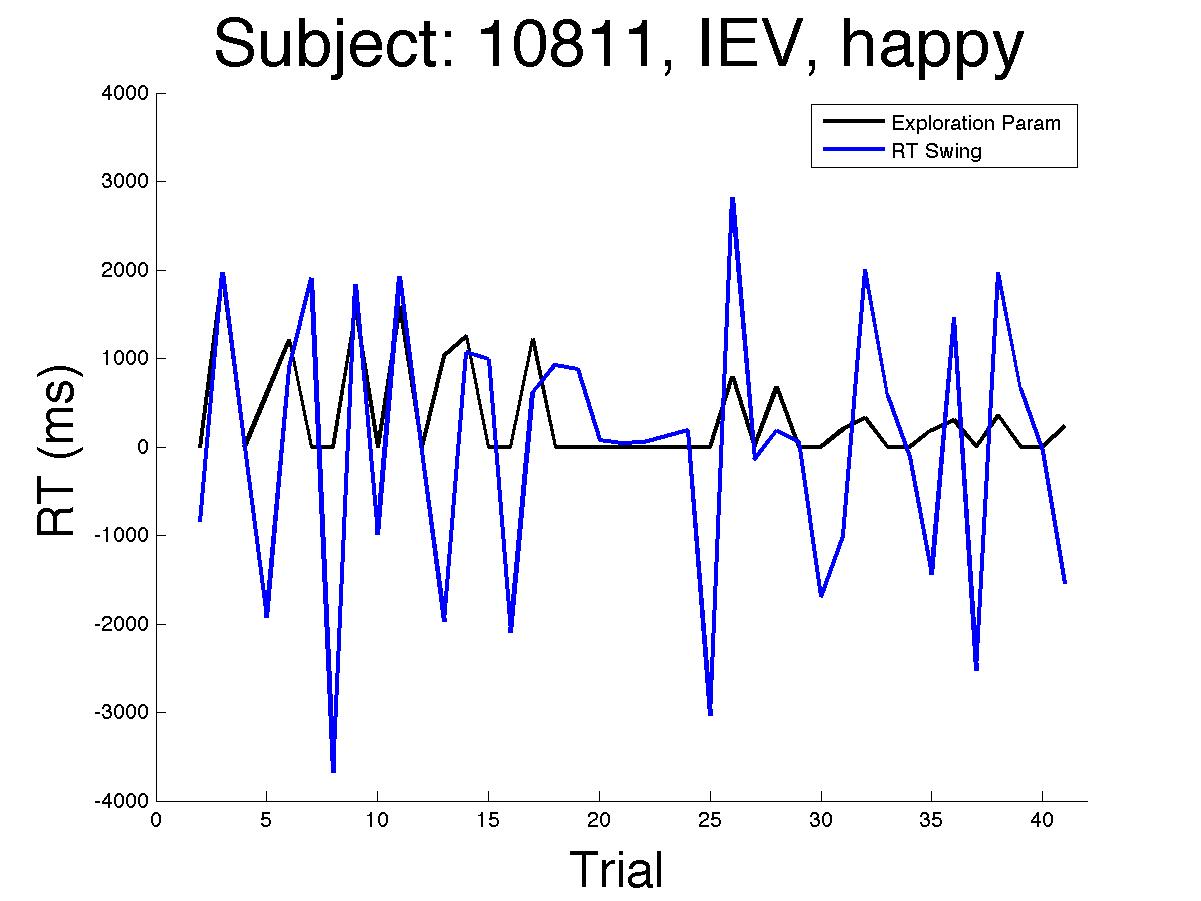 Subject: 10811, IEV, happy
Exploration Param
RT Swing
4000
3000
2000
1000
0
-1000
-2000
-3000
-4000
RT (ms)
0 5 10 15 20 25 30 35 40
Trial